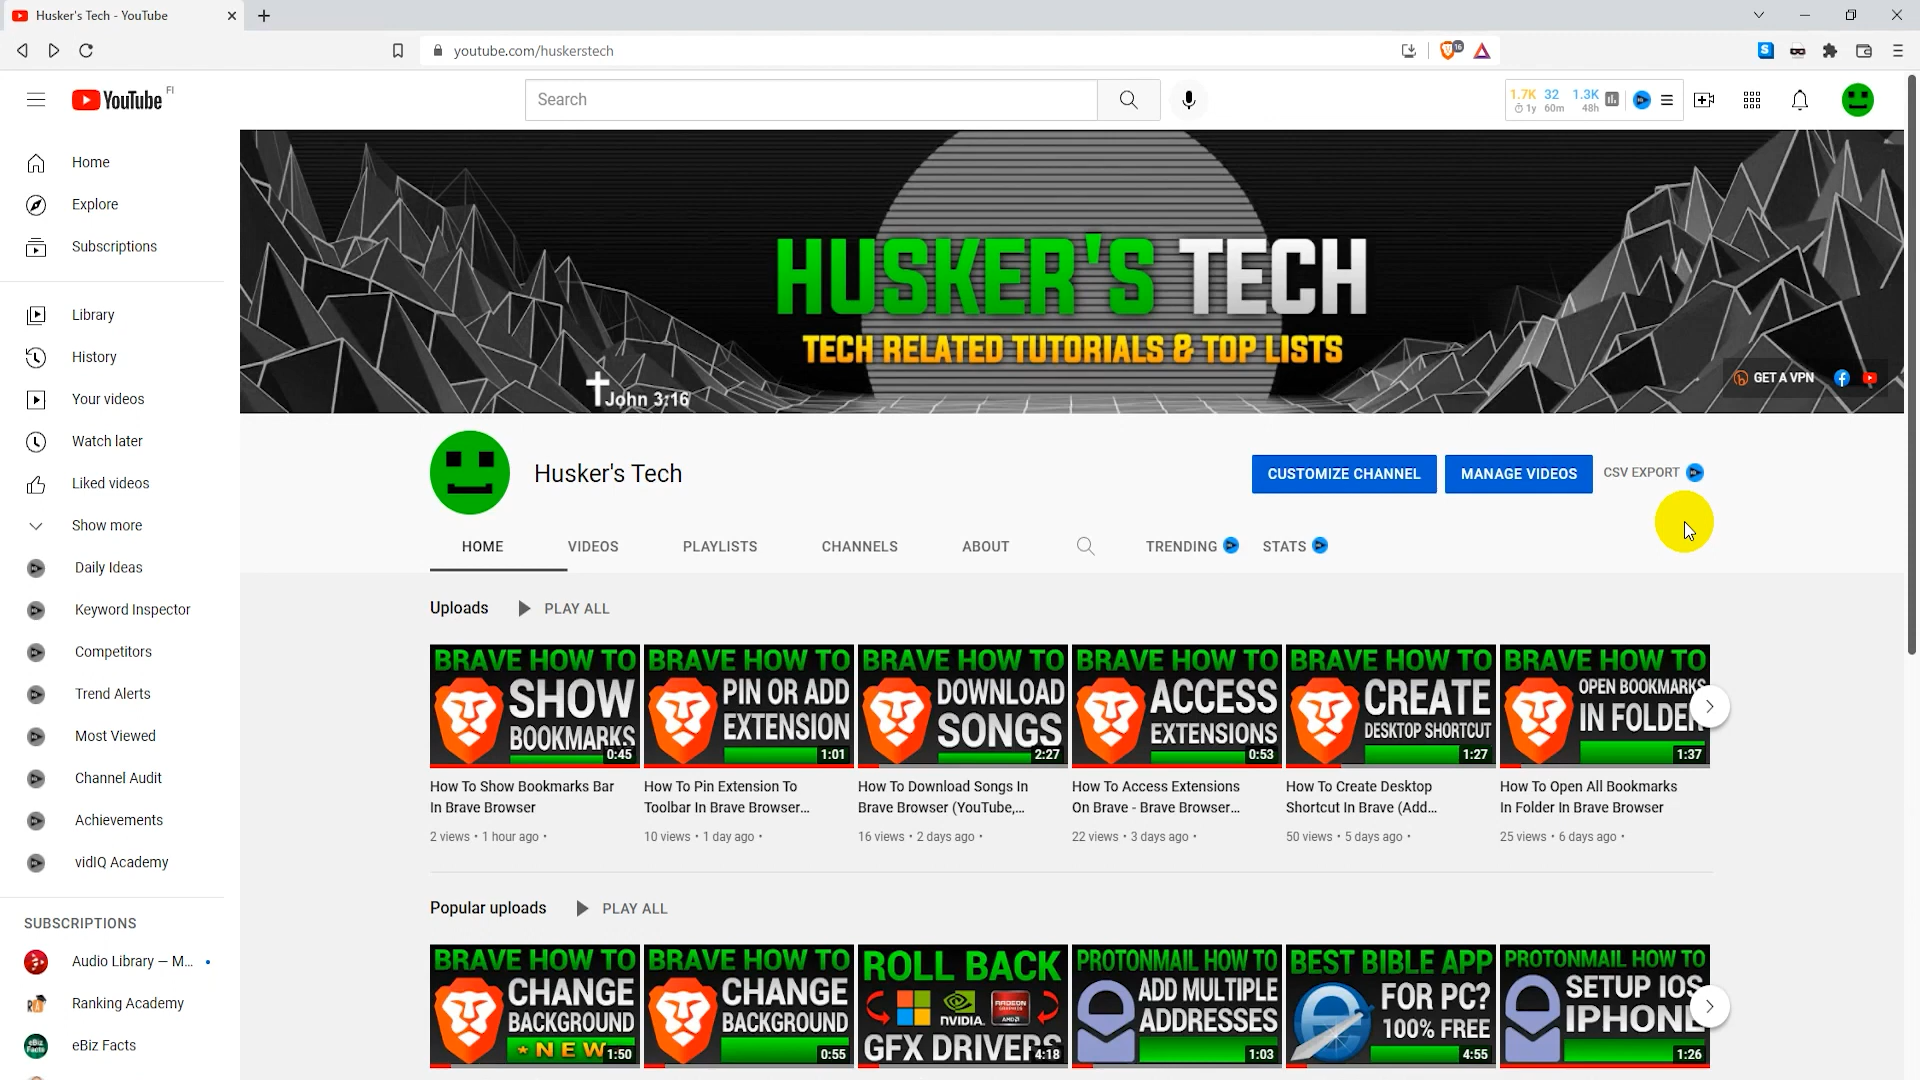 Husker's Tech - YouTube
youtube.com/huskerstech
16
YouTube FI
Search
1.7K 32 1.3K
1y 60m 48h
Home
Explore
Subscriptions
Library
History
Your videos
Watch later
Liked videos
Show more
Daily Ideas
Keyword Inspector
Competitors
Trend Alerts
Most Viewed
Channel Audit
Achievements
vidIQ Academy
SUBSCRIPTIONS
Audio Library — M...
Ranking Academy
eBiz Facts
HUSKER'S TECH
TECH RELATED TUTORIALS & TOP LISTS
John 3:16
GET A VPN
Husker's Tech
CUSTOMIZE CHANNEL
MANAGE VIDEOS
CSV EXPORT
HOME VIDEOS PLAYLISTS CHANNELS ABOUT TRENDING STATS
Uploads PLAY ALL
BRAVE HOW TO
SHOW
BOOKMARKS
0:45
BRAVE HOW TO
PIN OR ADD
EXTENSION
1:01
BRAVE HOW TO
DOWNLOAD
SONGS
2:27
BRAVE HOW TO
ACCESS
EXTENSIONS
0:53
BRAVE HOW TO
CREATE
DESKTOP SHORTCUT
1:27
BRAVE HOW TO
OPEN BOOKMARKS
IN FOLDER
1:37
How To Show Bookmarks Bar
In Brave Browser
2 views • 1 hour ago •
How To Pin Extension To
Toolbar In Brave Browser...
10 views • 1 day ago •
How To Download Songs In
Brave Browser (YouTube,...
16 views • 2 days ago •
How To Access Extensions
On Brave - Brave Browser...
22 views • 3 days ago •
How To Create Desktop
Shortcut In Brave (Add...
50 views • 5 days ago •
How To Open All Bookmarks
In Folder In Brave Browser
25 views • 6 days ago •
Popular uploads PLAY ALL
BRAVE HOW TO
CHANGE
BACKGROUND
NEW
1:50
BRAVE HOW TO
CHANGE
BACKGROUND
0:55
ROLL BACK
NVIDIA
RADEON
GRAPHICS
AMD
GFX DRIVERS
4:18
PROTONMAIL HOW TO
ADD MULTIPLE
ADDRESSES
1:03
BEST BIBLE APP
FOR PC?
100% FREE
4:55
PROTONMAIL HOW TO
SETUP IOS
IPHONE
1:26